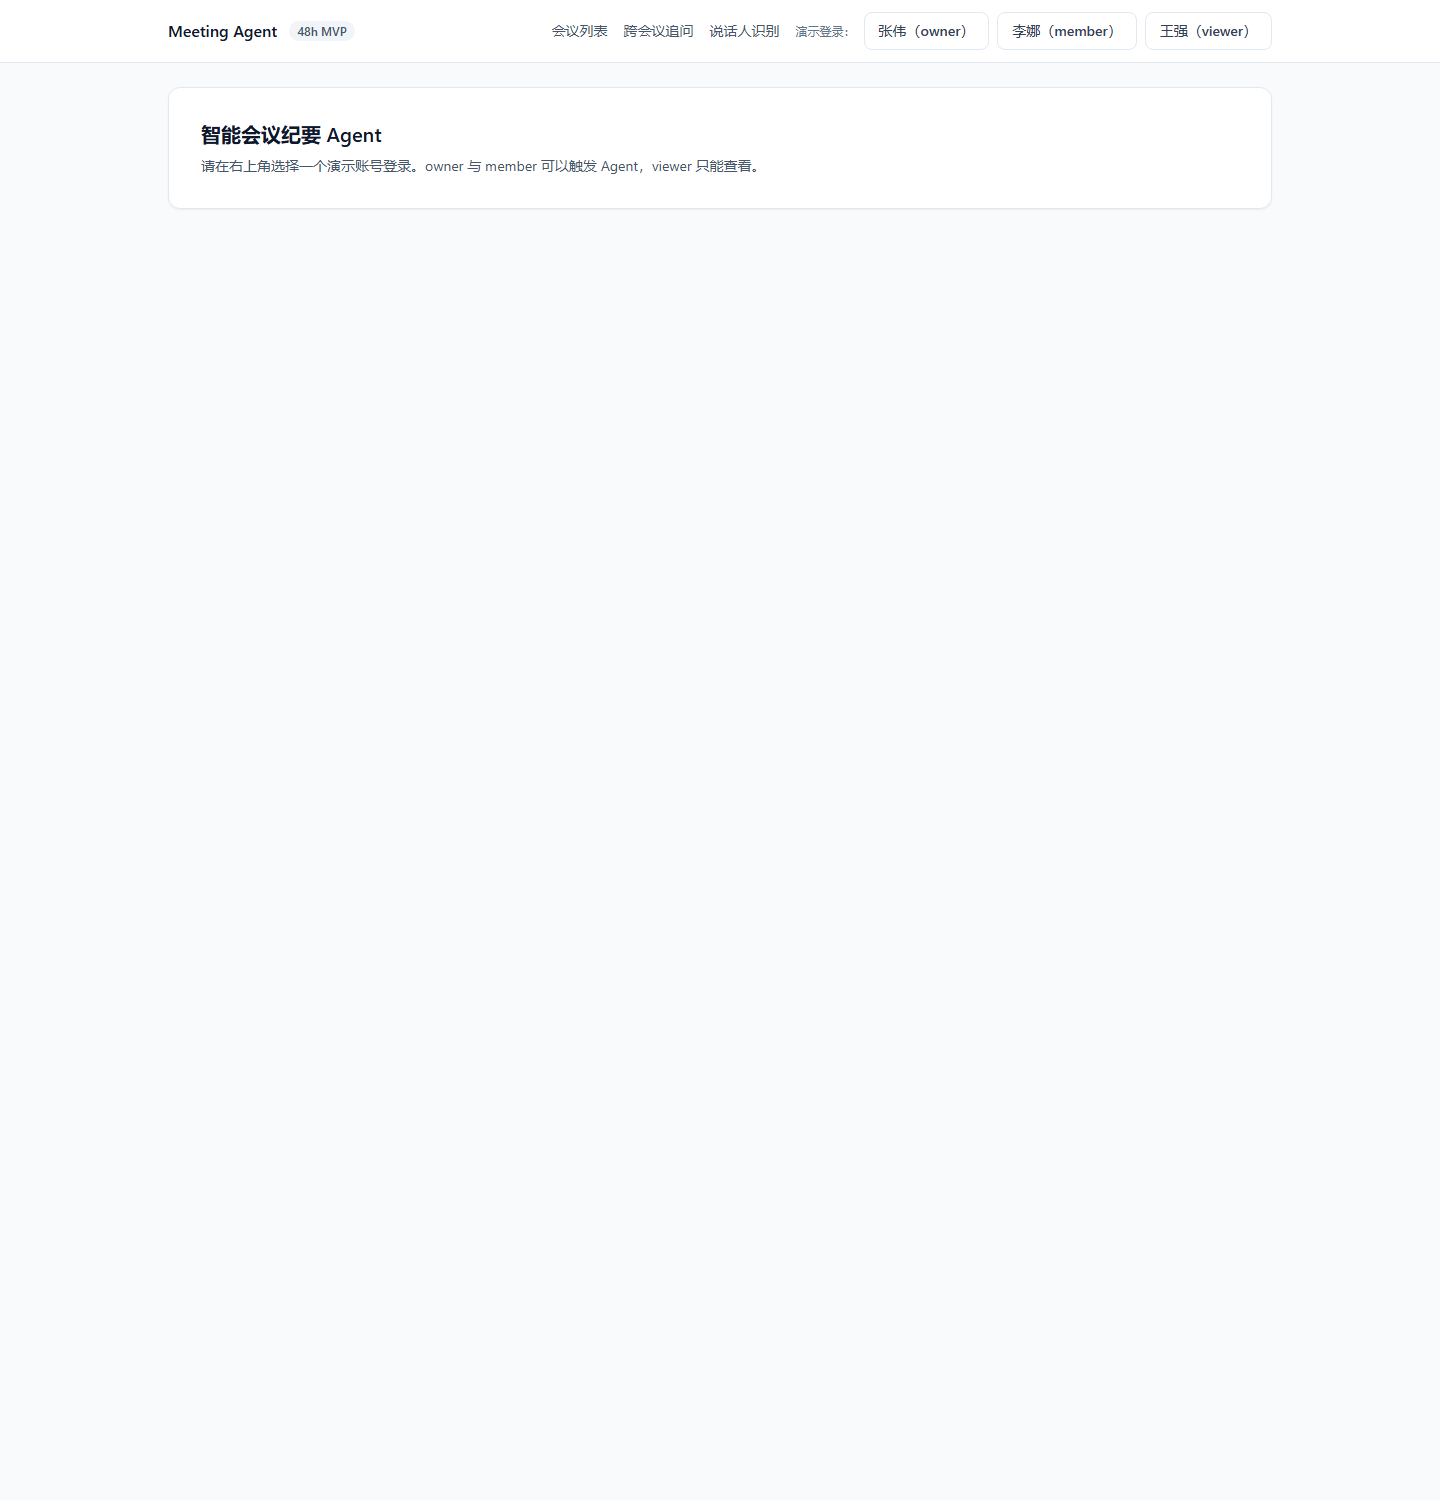 Meeting Agent 48h MVP 会议列表 跨会议追问 说话人识别 演示登录： 张伟（owner） 李娜（member） 王强（viewer）
智能会议纪要 Agent
请在右上角选择一个演示账号登录。owner 与 member 可以触发 Agent，viewer 只能查看。